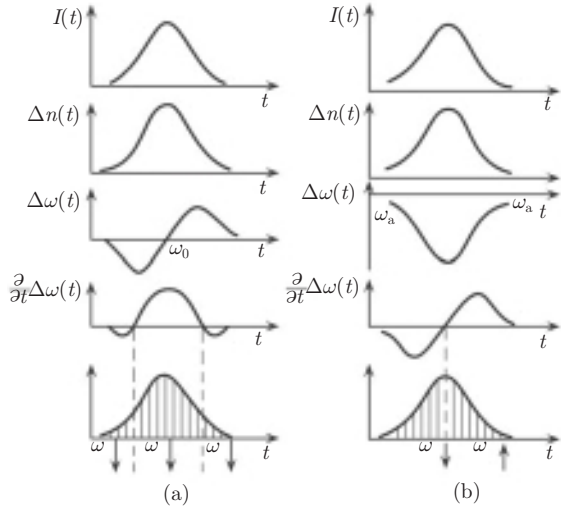 I(t)
t
Δn(t)
t
Δω(t)
ω₀
t
∂/∂t Δω(t)
t
ω ω ω t
(a)
I(t)
t
Δn(t)
t
Δω(t)
ωₐ ωₐ t
∂/∂t Δω(t)
t
ω ω t
(b)